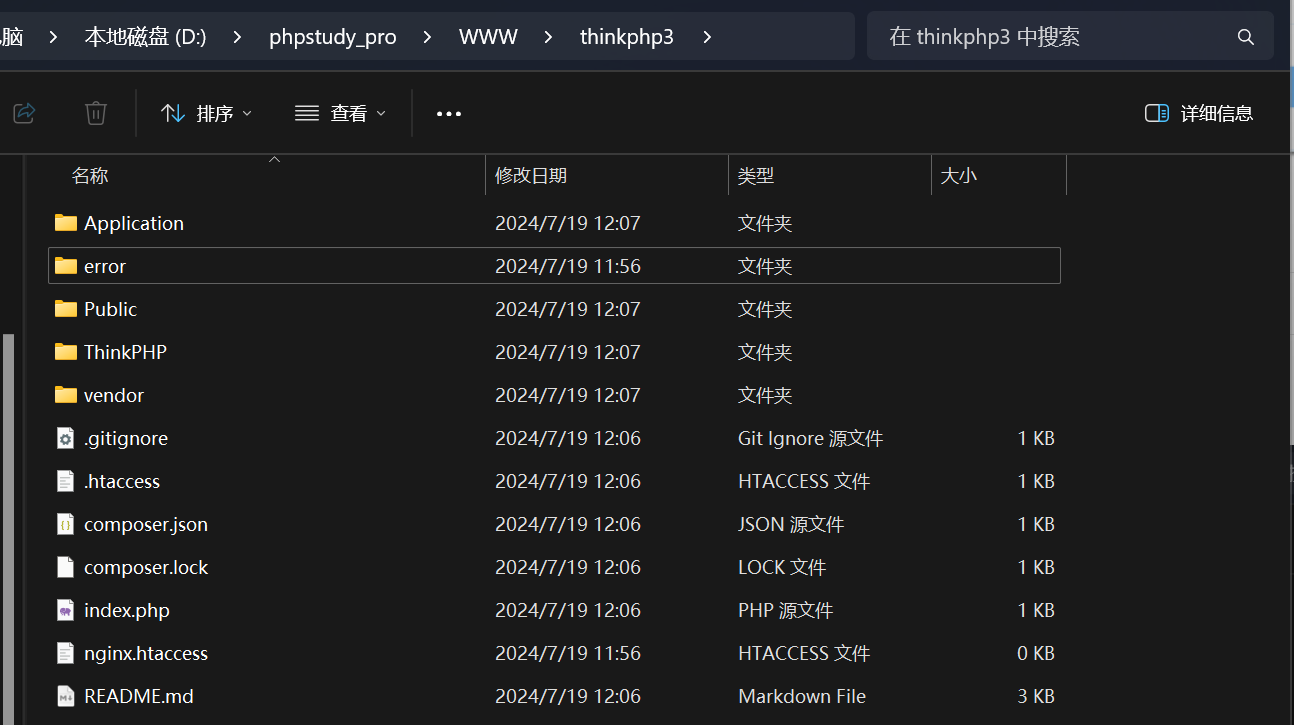 脑 › 本地磁盘 (D:) › phpstudy_pro › WWW › thinkphp3 › 在 thinkphp3 中搜索
排序 查看 ••• 详细信息
名称 修改日期 类型 大小
Application 2024/7/19 12:07 文件夹
error 2024/7/19 11:56 文件夹
Public 2024/7/19 12:07 文件夹
ThinkPHP 2024/7/19 12:07 文件夹
vendor 2024/7/19 12:07 文件夹
.gitignore 2024/7/19 12:06 Git Ignore 源文件 1 KB
.htaccess 2024/7/19 12:06 HTACCESS 文件 1 KB
composer.json 2024/7/19 12:06 JSON 源文件 1 KB
composer.lock 2024/7/19 12:06 LOCK 文件 1 KB
index.php 2024/7/19 12:06 PHP 源文件 1 KB
nginx.htaccess 2024/7/19 11:56 HTACCESS 文件 0 KB
README.md 2024/7/19 12:06 Markdown File 3 KB